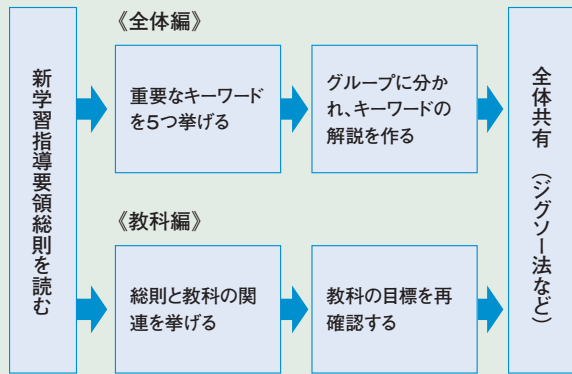 新学習指導要領総則を読む
《全体編》
重要なキーワード
を5つ挙げる
グループに分か
れ、キーワードの
解説を作る
《教科編》
総則と教科の関
連を挙げる
教科の目標を再
確認する
全体共有（ジグソー法など）